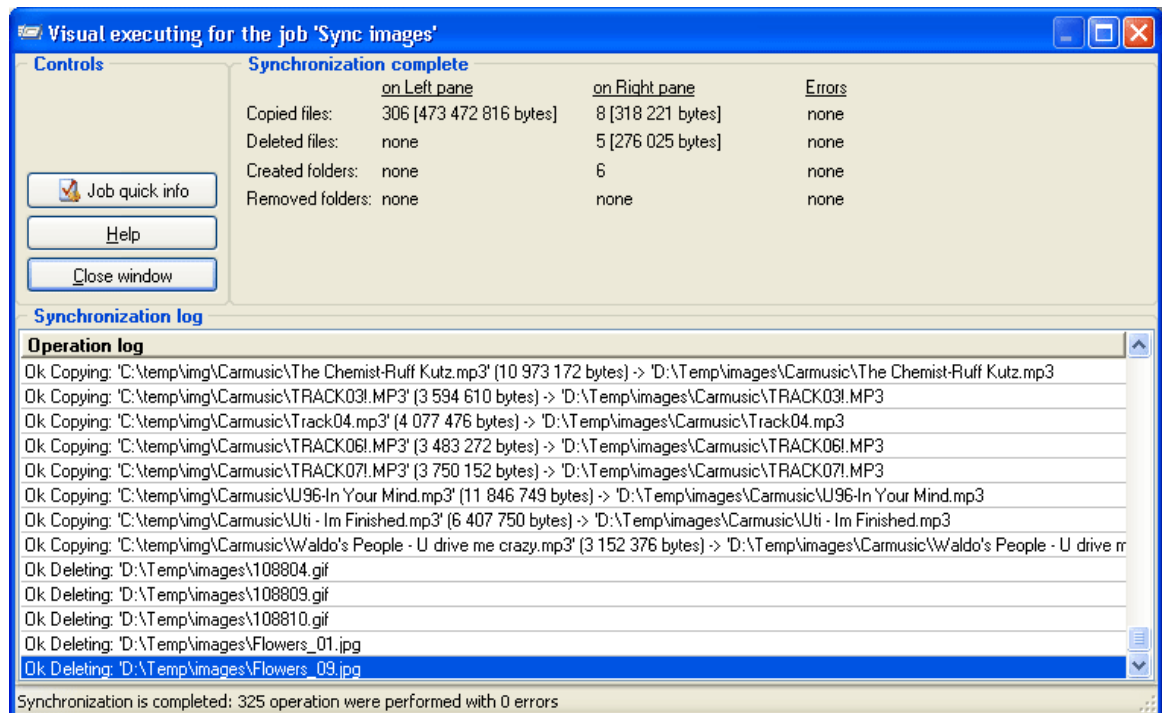 Visual executing for the job 'Sync images'
Controls
Synchronization complete
on Left pane on Right pane Errors
Copied files: 306 [473 472 816 bytes] 8 [318 221 bytes] none
Deleted files: none 5 [276 025 bytes] none
Created folders: none 6 none
Removed folders: none none none
Job quick info
Help
Close window
Synchronization log
Operation log
Ok Copying: 'C:\temp\img\Carmusic\The Chemist-Ruff Kutz.mp3' (10 973 172 bytes) -> 'D:\Temp\images\Carmusic\The Chemist-Ruff Kutz.mp3
Ok Copying: 'C:\temp\img\Carmusic\TRACK03!.MP3' (3 594 610 bytes) -> 'D:\Temp\images\Carmusic\TRACK03!.MP3
Ok Copying: 'C:\temp\img\Carmusic\Track04.mp3' (4 077 476 bytes) -> 'D:\Temp\images\Carmusic\Track04.mp3
Ok Copying: 'C:\temp\img\Carmusic\TRACK06!.MP3' (3 483 272 bytes) -> 'D:\Temp\images\Carmusic\TRACK06!.MP3
Ok Copying: 'C:\temp\img\Carmusic\TRACK07!.MP3' (3 750 152 bytes) -> 'D:\Temp\images\Carmusic\TRACK07!.MP3
Ok Copying: 'C:\temp\img\Carmusic\U96-In Your Mind.mp3' (11 846 749 bytes) -> 'D:\Temp\images\Carmusic\U96-In Your Mind.mp3
Ok Copying: 'C:\temp\img\Carmusic\Uti - Im Finished.mp3' (6 407 750 bytes) -> 'D:\Temp\images\Carmusic\Uti - Im Finished.mp3
Ok Copying: 'C:\temp\img\Carmusic\Waldo's People - U drive me crazy.mp3' (3 152 376 bytes) -> 'D:\Temp\images\Carmusic\Waldo's People - U drive m
Ok Deleting: 'D:\Temp\images\108804.gif
Ok Deleting: 'D:\Temp\images\108809.gif
Ok Deleting: 'D:\Temp\images\108810.gif
Ok Deleting: 'D:\Temp\images\Flowers_01.jpg
Ok Deleting: 'D:\Temp\images\Flowers_09.jpg
Synchronization is completed: 325 operation were performed with 0 errors